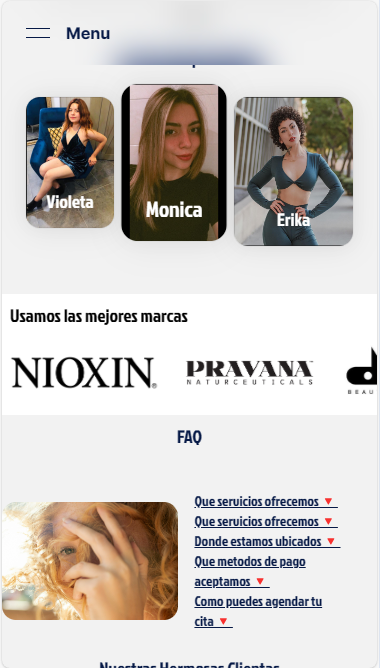 Menu
Violeta
Monica
Erika
Usamos las mejores marcas
NIOXIN®
PRAVANA
NATURCEUTICALS
d
BEAU
FAQ
Que servicios ofrecemos 🔻
Que servicios ofrecemos 🔻
Donde estamos ubicados 🔻
Que metodos de pago
aceptamos 🔻
Como puedes agendar tu
cita 🔻
Nuestras Hermosas Clientas